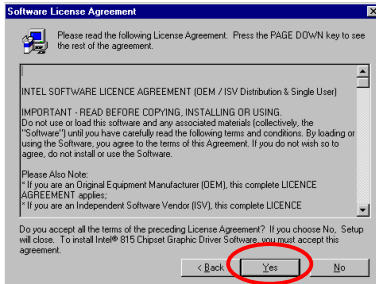 Software License Agreement
Please read the following License Agreement. Press the PAGE DOWN key to see
the rest of the agreement.
INTEL SOFTWARE LICENCE AGREEMENT (OEM / ISV Distribution & Single User)
IMPORTANT - READ BEFORE COPYING, INSTALLING OR USING.
Do not use or load this software and any associated materials (collectively, the
"Software") until you have carefully read the following terms and conditions. By loading or
using the Software, you agree to the terms of this Agreement. If you do not wish to so
agree, do not install or use the Software.
Please Also Note:
* If you are an Original Equipment Manufacturer (OEM), this complete LICENCE
AGREEMENT applies;
* If you are an Independent Software Vendor (ISV), this complete LICENCE
Do you accept all the terms of the preceding License Agreement? If you choose No, Setup
will close. To install Intel® 815 Chipset Graphic Driver Software, you must accept this
agreement.
< Back Yes No